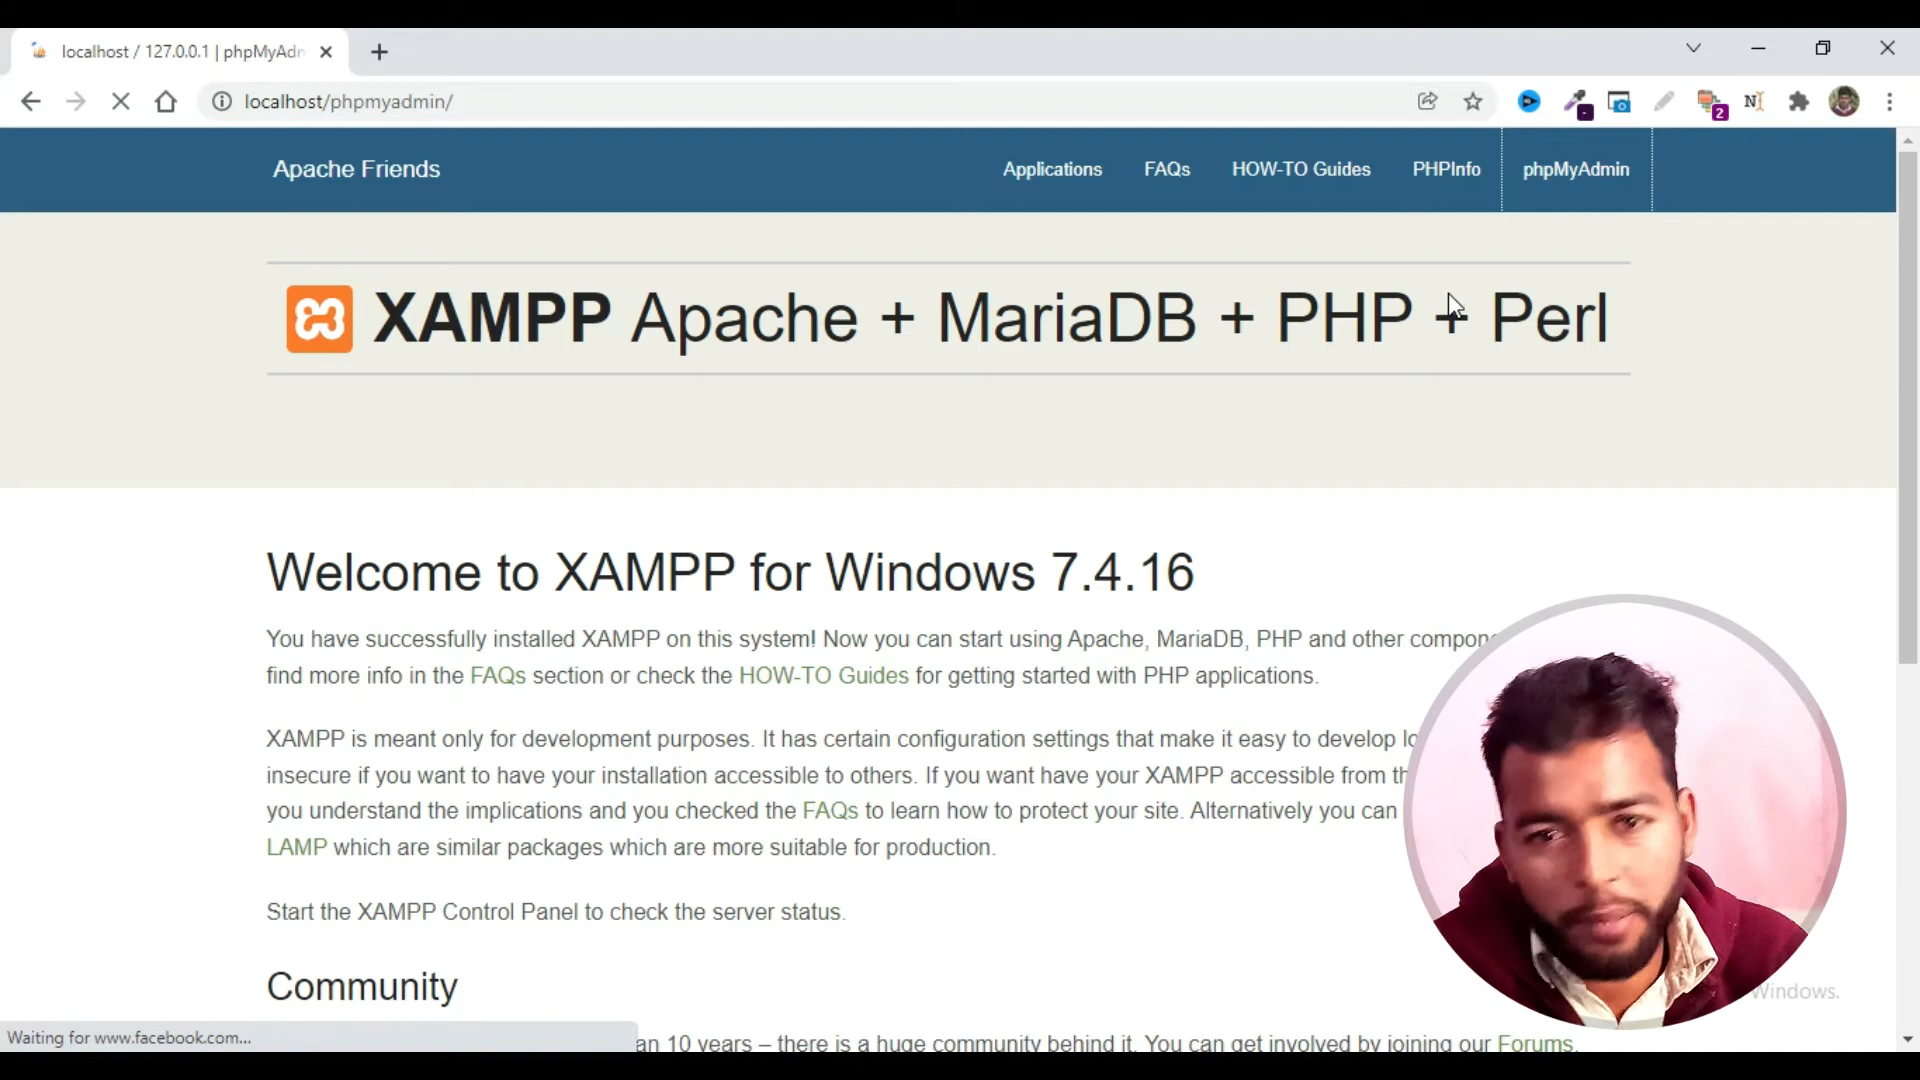 localhost / 127.0.0.1 | phpMyAdn
localhost/phpmyadmin/
2
N
Apache Friends
Applications
FAQs
HOW-TO Guides
PHPInfo
phpMyAdmin
XAMPP Apache + MariaDB + PHP + Perl
Welcome to XAMPP for Windows 7.4.16
You have successfully installed XAMPP on this system! Now you can start using Apache, MariaDB, PHP and other compon
find more info in the FAQs section or check the HOW-TO Guides for getting started with PHP applications.
XAMPP is meant only for development purposes. It has certain configuration settings that make it easy to develop lo
insecure if you want to have your installation accessible to others. If you want have your XAMPP accessible from th
you understand the implications and you checked the FAQs to learn how to protect your site. Alternatively you can
LAMP which are similar packages which are more suitable for production.
Start the XAMPP Control Panel to check the server status.
Community
Windows.
Waiting for www.facebook.com...
an 10 years – there is a huge community behind it. You can get involved by joining our Forums.